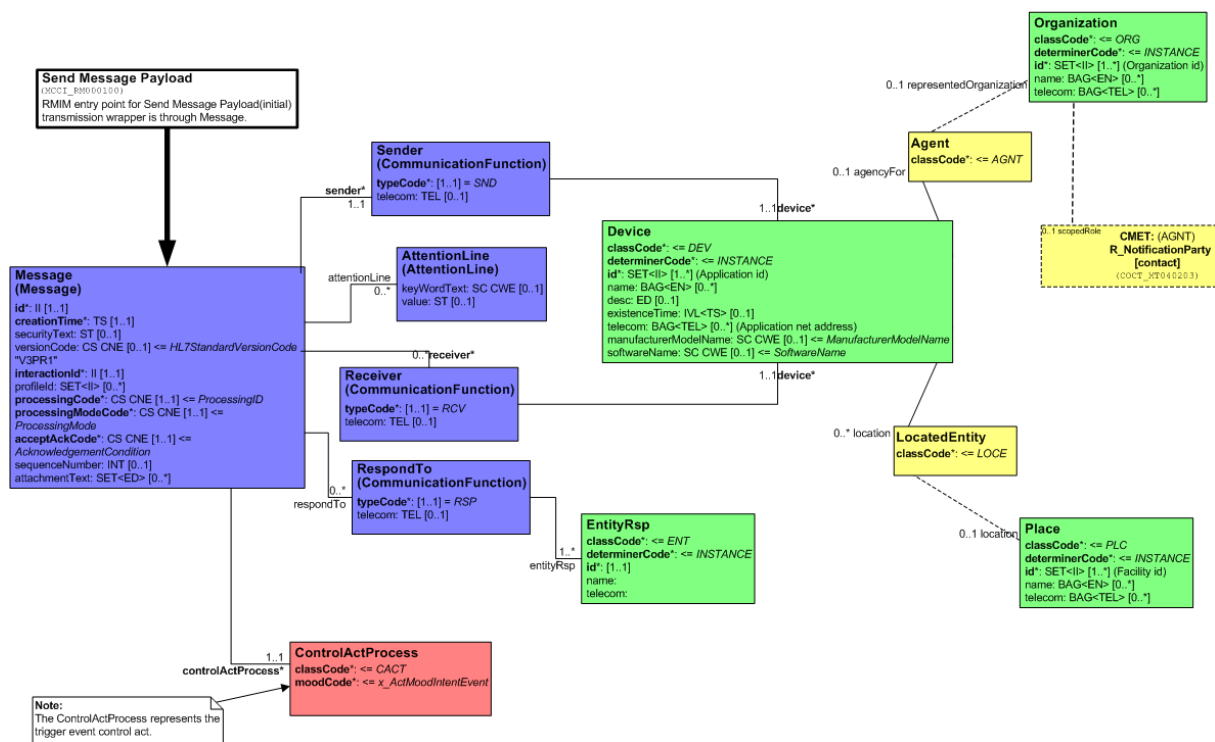 Send Message Payload
(MCCI_RM000100)
RMIM entry point for Send Message Payload(initial)
transmission wrapper is through Message.
Message
(Message)
id*: II [1..1]
creationTime*: TS [1..1]
securityText: ST [0..1]
versionCode: CS CNE [0..1] <= HL7StandardVersionCode
"V3PR1"
interactionId*: II [1..1]
profileId: SET<II> [0..*]
processingCode*: CS CNE [1..1] <= ProcessingID
processingModeCode*: CS CNE [1..1] <=
ProcessingMode
acceptAckCode*: CS CNE [1..1] <=
AcknowledgementCondition
sequenceNumber: INT [0..1]
attachmentText: SET<ED> [0..*]
sender*
1..1
Sender
(CommunicationFunction)
typeCode*: [1..1] = SND
telecom: TEL [0..1]
attentionLine
0..*
AttentionLine
(AttentionLine)
keyWordText: SC CWE [0..1]
value: ST [0..1]
0..*receiver*
Receiver
(CommunicationFunction)
typeCode*: [1..1] = RCV
telecom: TEL [0..1]
0..*
respondTo
RespondTo
(CommunicationFunction)
typeCode*: [1..1] = RSP
telecom: TEL [0..1]
1..*
entityRsp
EntityRsp
classCode*: <= ENT
determinerCode*: <= INSTANCE
id*: [1..1]
name:
telecom:
1..1
controlActProcess*
ControlActProcess
classCode*: <= CACT
moodCode*: <= x_ActMoodIntentEvent
Note:
The ControlActProcess represents the
trigger event control act.
1..1device*
Device
classCode*: <= DEV
determinerCode*: <= INSTANCE
id*: SET<II> [1..*] (Application id)
name: BAG<EN> [0..*]
desc: ED [0..1]
existenceTime: IVL<TS> [0..1]
telecom: BAG<TEL> [0..*] (Application net address)
manufacturerModelName: SC CWE [0..1] <= ManufacturerModelName
softwareName: SC CWE [0..1] <= SoftwareName
1..1device*
0..1 agencyFor
Agent
classCode*: <= AGNT
0..1 representedOrganization
Organization
classCode*: <= ORG
determinerCode*: <= INSTANCE
id*: SET<II> [1..*] (Organization id)
name: BAG<EN> [0..*]
telecom: BAG<TEL> [0..*]
0..1 scopedRole
CMET: (AGNT)
R_NotificationParty
[contact]
(COCT_MT040203)
0..* location
LocatedEntity
classCode*: <= LOCE
0..1 location
Place
classCode*: <= PLC
determinerCode*: <= INSTANCE
id*: SET<II> [1..*] (Facility id)
name: BAG<EN> [0..*]
telecom: BAG<TEL> [0..*]